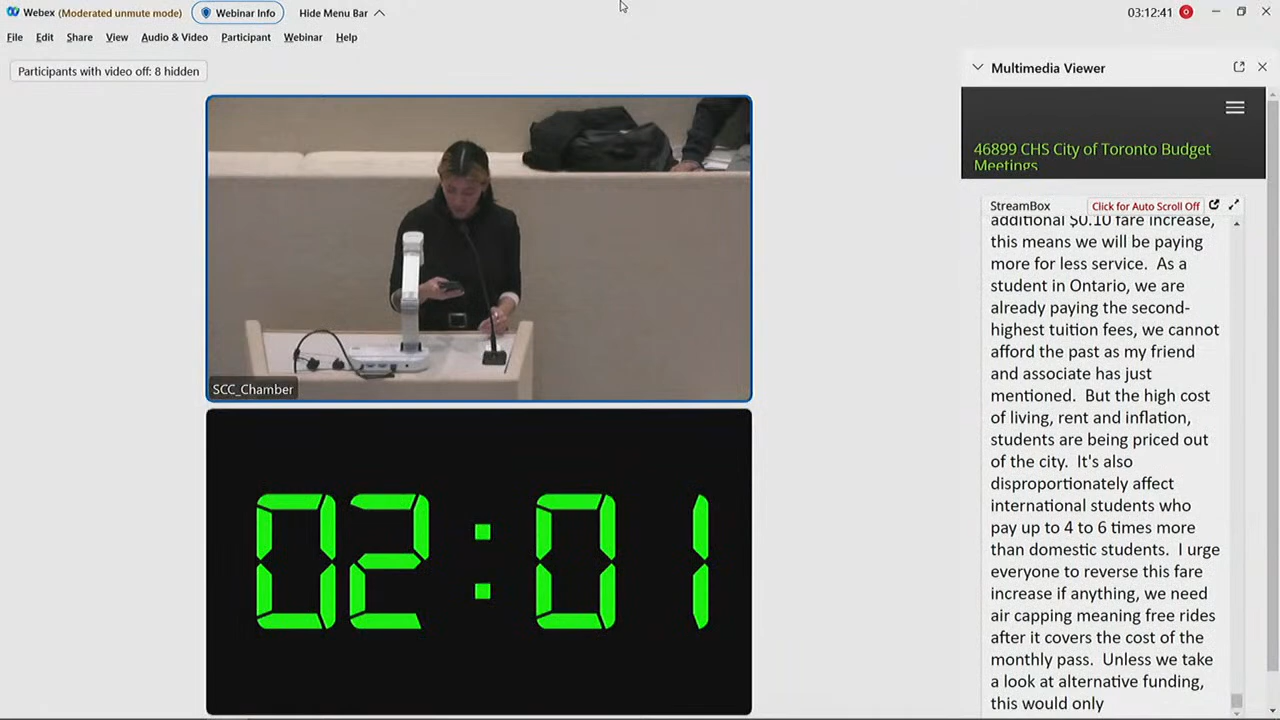 Webex (Moderated unmute mode) Webinar Info Hide Menu Bar 03:12:41
File Edit Share View Audio & Video Participant Webinar Help
Participants with video off: 8 hidden
SCC_Chamber
02:01
Multimedia Viewer
46899 CHS City of Toronto Budget
Meetings
StreamBox Click for Auto Scroll Off
additional $0.10 fare increase,
this means we will be paying
more for less service. As a
student in Ontario, we are
already paying the second-
highest tuition fees, we cannot
afford the past as my friend
and associate has just
mentioned. But the high cost
of living, rent and inflation,
students are being priced out
of the city. It's also
disproportionately affect
international students who
pay up to 4 to 6 times more
than domestic students. I urge
everyone to reverse this fare
increase if anything, we need
air capping meaning free rides
after it covers the cost of the
monthly pass. Unless we take
a look at alternative funding,
this would only